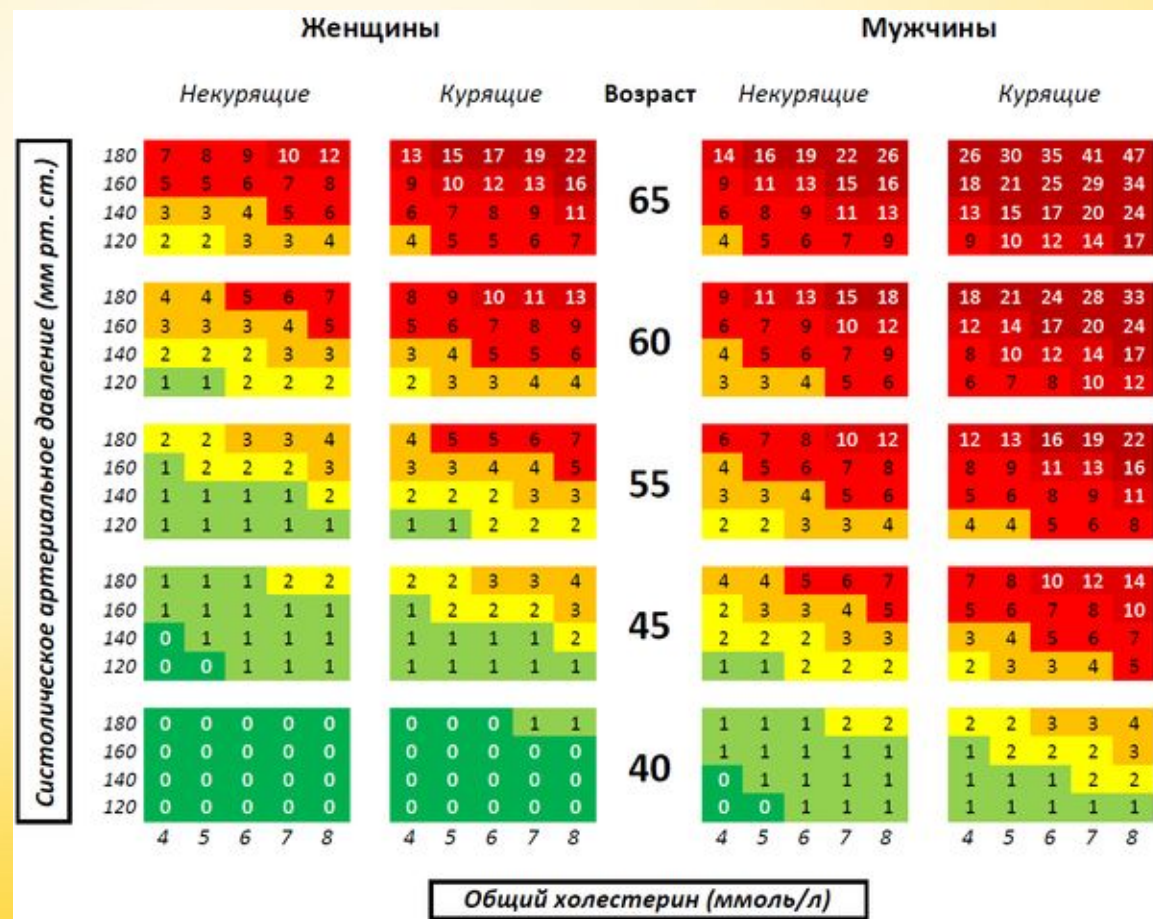 Женщины Мужчины
Некурящие Курящие Возраст Некурящие Курящие
Систолическое артериальное давление (мм рт. ст.)
180 7 8 9 10 12 13 15 17 19 22 14 16 19 22 26 26 30 35 41 47
160 5 5 6 7 8 9 10 12 13 16 9 11 13 15 16 18 21 25 29 34
65
140 3 3 4 5 6 6 7 8 9 11 6 8 9 11 13 13 15 17 20 24
120 2 2 3 3 4 4 5 5 6 7 4 5 6 7 9 9 10 12 14 17
180 4 4 5 6 7 8 9 10 11 13 9 11 13 15 18 18 21 24 28 33
160 3 3 3 4 5 5 6 7 8 9 6 7 9 10 12 12 14 17 20 24
60
140 2 2 2 3 3 3 4 5 5 6 4 5 6 7 9 8 10 12 14 17
120 1 1 2 2 2 2 3 3 4 4 3 3 4 5 6 6 7 8 10 12
180 2 2 3 3 4 4 5 5 6 7 6 7 8 10 12 12 13 16 19 22
160 1 2 2 2 3 3 3 4 4 5 4 5 6 7 8 8 9 11 13 16
55
140 1 1 1 1 2 2 2 2 3 3 3 3 4 5 6 5 6 8 9 11
120 1 1 1 1 1 1 1 2 2 2 2 2 3 3 4 4 4 5 6 8
180 1 1 1 2 2 2 2 3 3 4 4 4 5 6 7 7 8 10 12 14
160 1 1 1 1 1 1 2 2 2 3 2 3 3 4 5 5 6 7 8 10
45
140 0 1 1 1 1 1 1 1 1 2 2 2 2 3 3 3 4 5 6 7
120 0 0 1 1 1 1 1 1 1 1 1 1 2 2 2 2 3 3 4 5
180 0 0 0 0 0 0 0 0 1 1 1 1 1 2 2 2 2 3 3 4
160 0 0 0 0 0 0 0 0 0 0 1 1 1 1 1 1 2 2 2 3
40
140 0 0 0 0 0 0 0 0 0 0 0 1 1 1 1 1 1 1 2 2
120 0 0 0 0 0 0 0 0 0 0 0 0 1 1 1 1 1 1 1 1
4 5 6 7 8 4 5 6 7 8 4 5 6 7 8 4 5 6 7 8
Общий холестерин (ммоль/л)